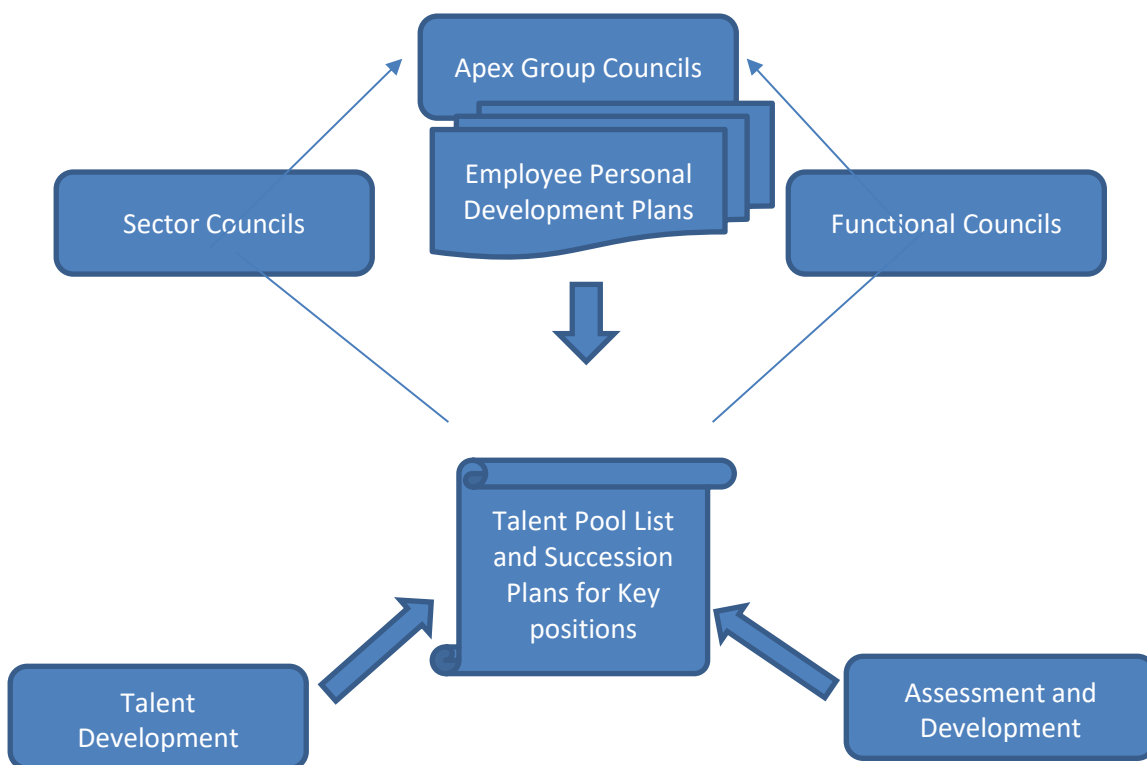 Apex Group Councils
Employee Personal
Development Plans
Sector Councils
Functional Councils
Talent Pool List
and Succession
Plans for Key
positions
Talent
Development
Assessment and
Development